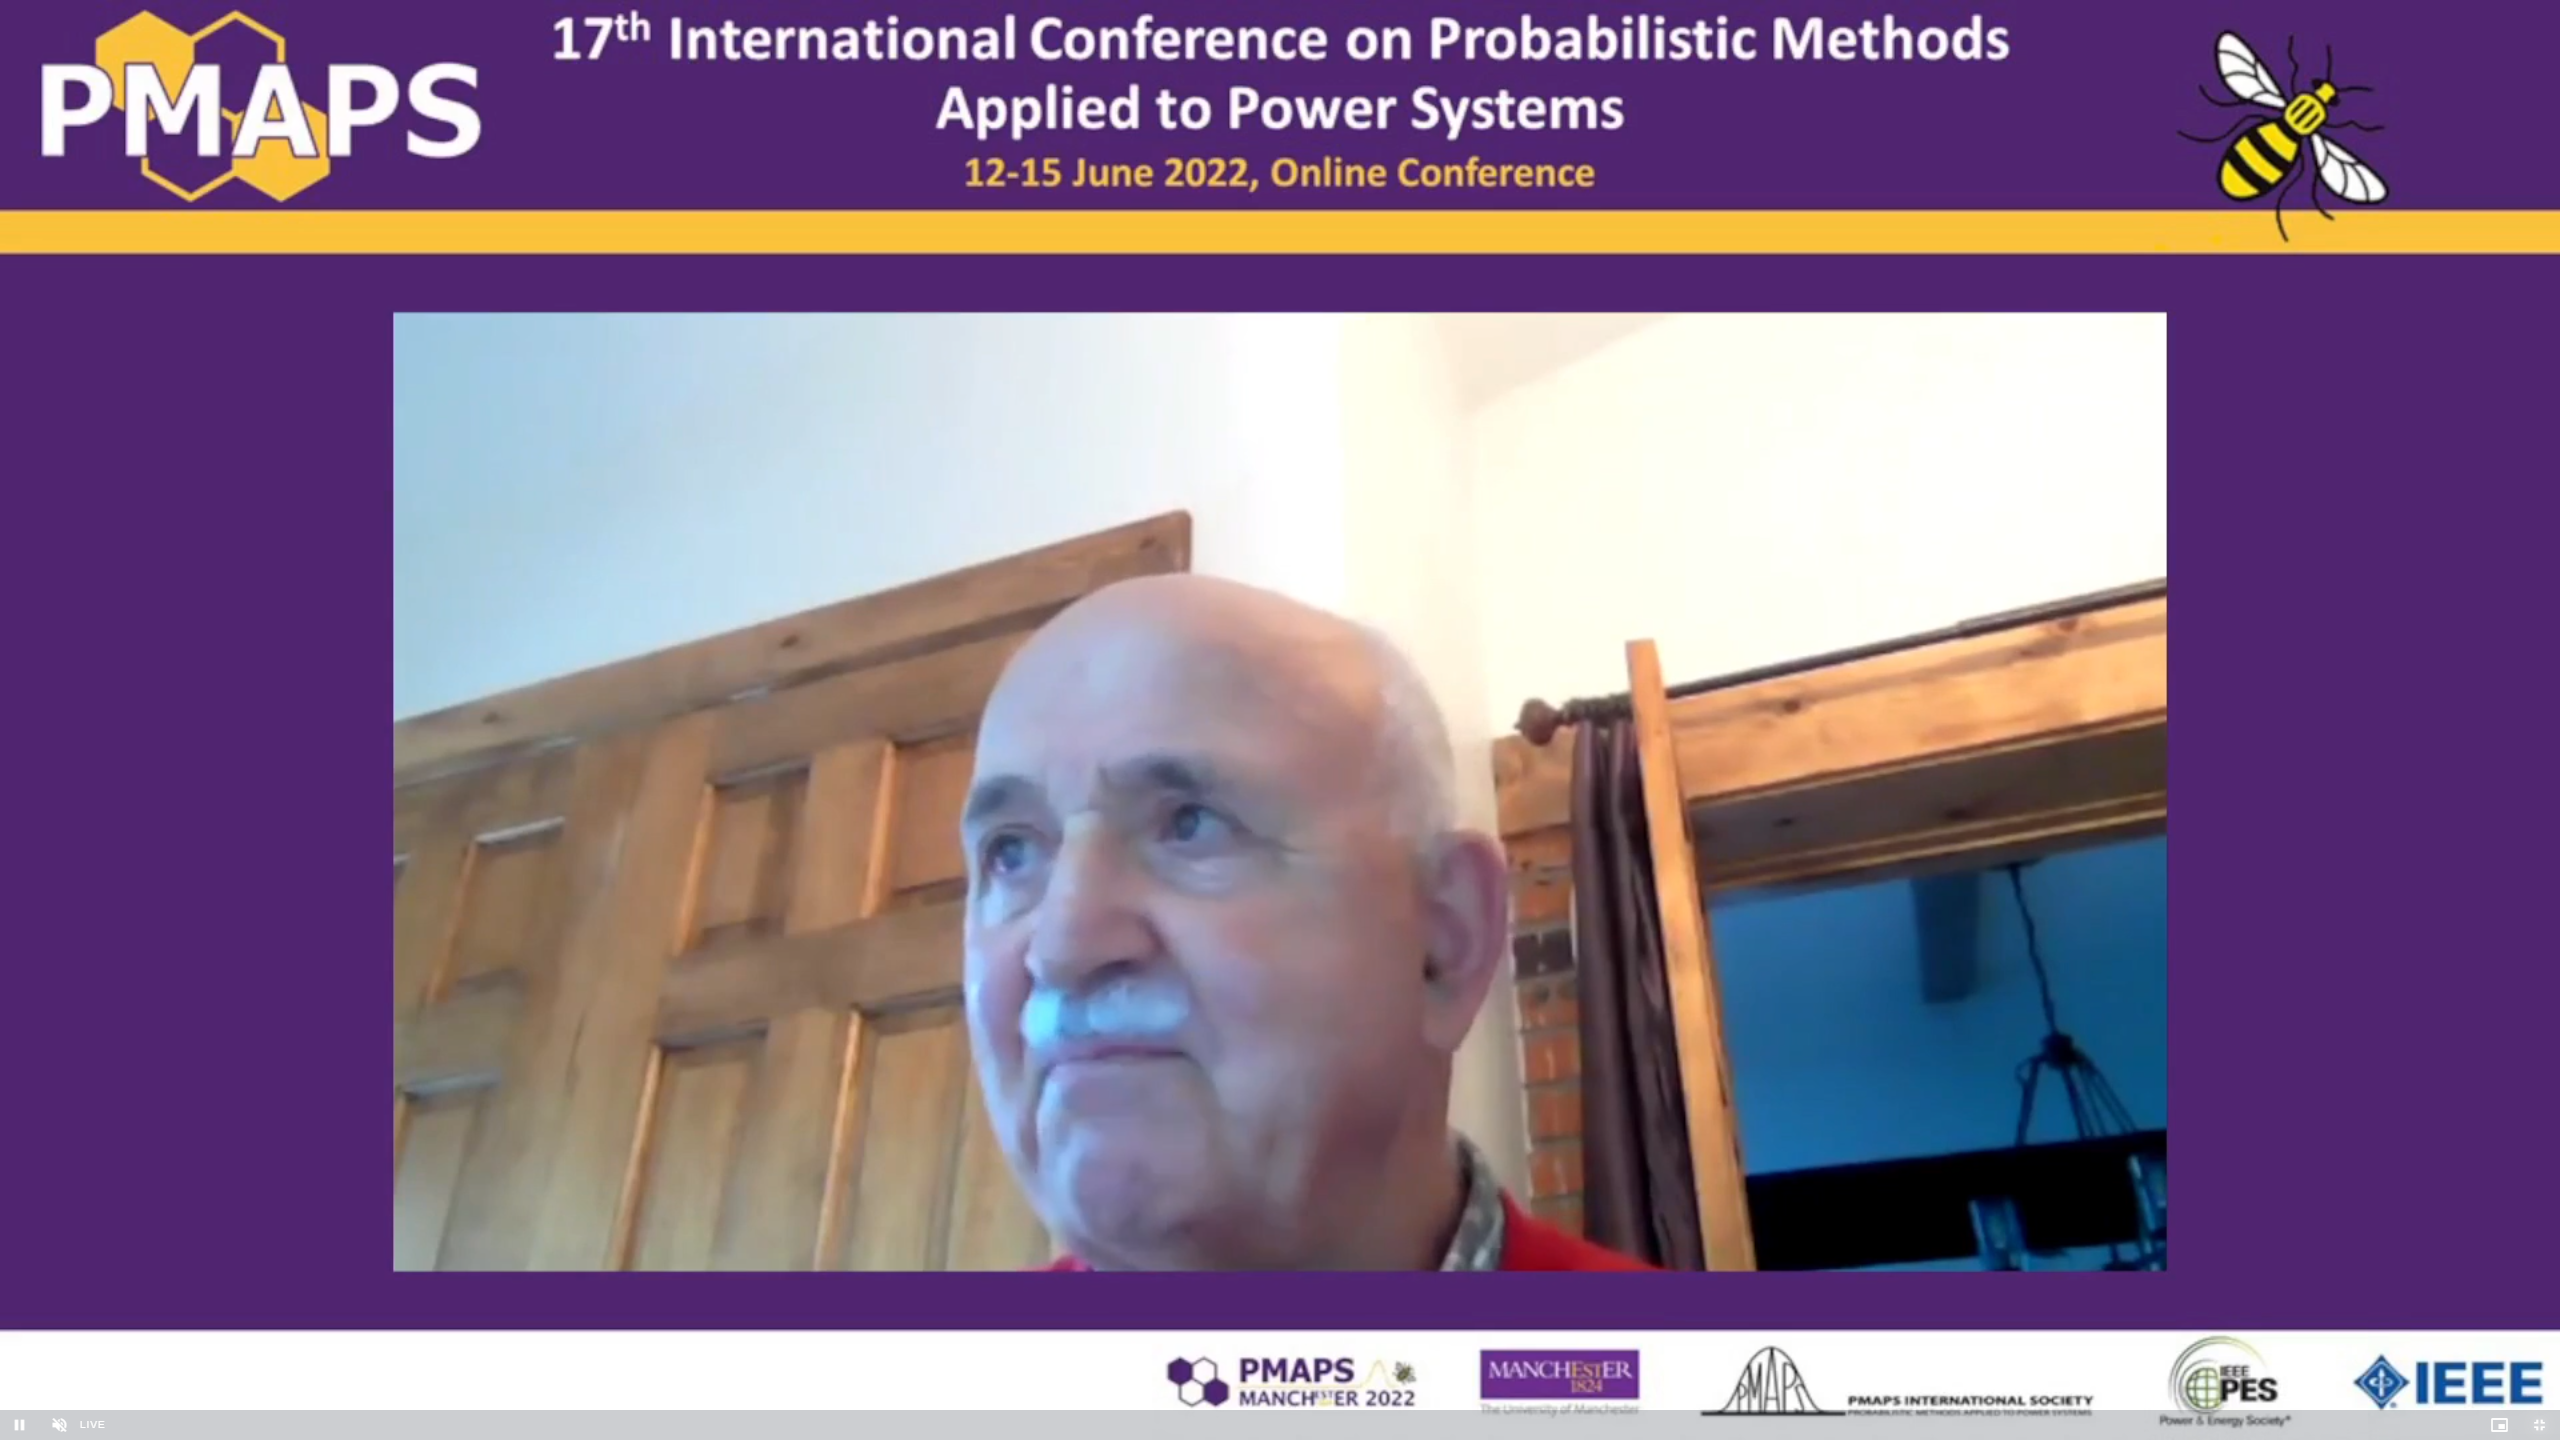 PMAPS
17th International Conference on Probabilistic Methods
Applied to Power Systems
12-15 June 2022, Online Conference
PMAPS
MANCHESTER 2022
MANCHESTER
1824
The University of Manchester
PMAPS
PMAPS INTERNATIONAL SOCIETY
PROBABILISTIC METHODS APPLIED TO POWER SYSTEMS
IEEE
PES
Power & Energy Society®
IEEE
LIVE